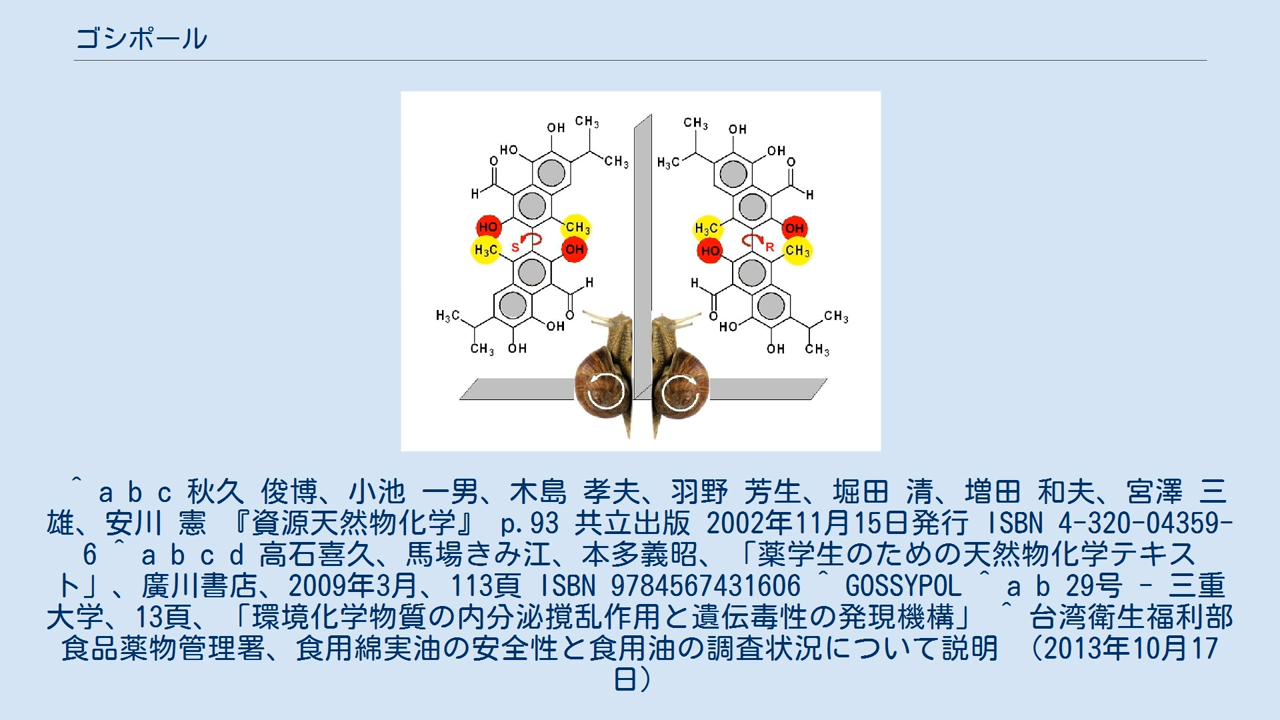 ゴシポール
OH CH3
HO
O CH3
H
HO CH3
H3C S OH
H
O
H3C OH
CH3 OH
CH3 OH
OH
H3C O
H
H3C OH
HO R CH3
H
O HO CH3
OH CH3
^ a b c 秋久 俊博、小池 一男、木島 孝夫、羽野 芳生、堀田 清、増田 和夫、宮澤 三
雄、安川 憲 『資源天然物化学』 p.93 共立出版 2002年11月15日発行 ISBN 4-320-04359-
6 ^ a b c d 高石喜久、馬場きみ江、本多義昭、「薬学生のための天然物化学テキス
ト」、廣川書店、2009年3月、113頁 ISBN 9784567431606 ^ GOSSYPOL ^ a b 29号 - 三重
大学、13頁、「環境化学物質の内分泌撹乱作用と遺伝毒性の発現機構」 ^ 台湾衛生福利部
食品薬物管理署、食用綿実油の安全性と食用油の調査状況について説明 （2013年10月17
日）